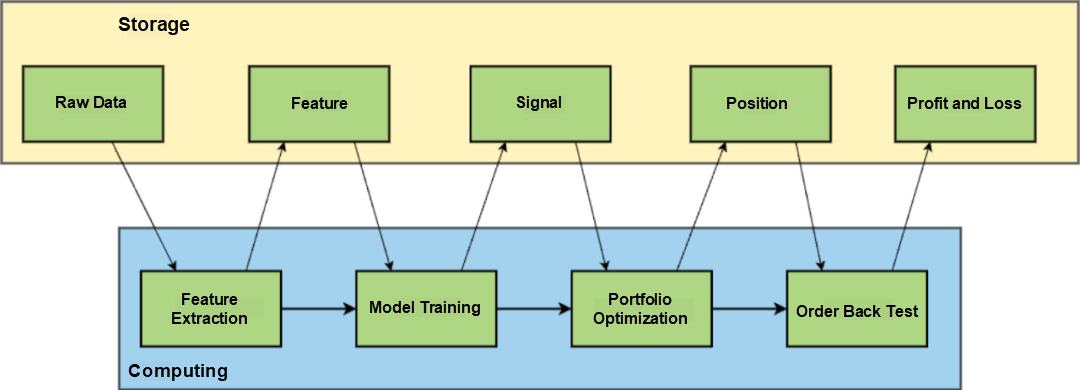 Storage
Raw Data
Feature
Signal
Position
Profit and Loss
Feature
Extraction
Model Training
Portfolio
Optimization
Order Back Test
Computing